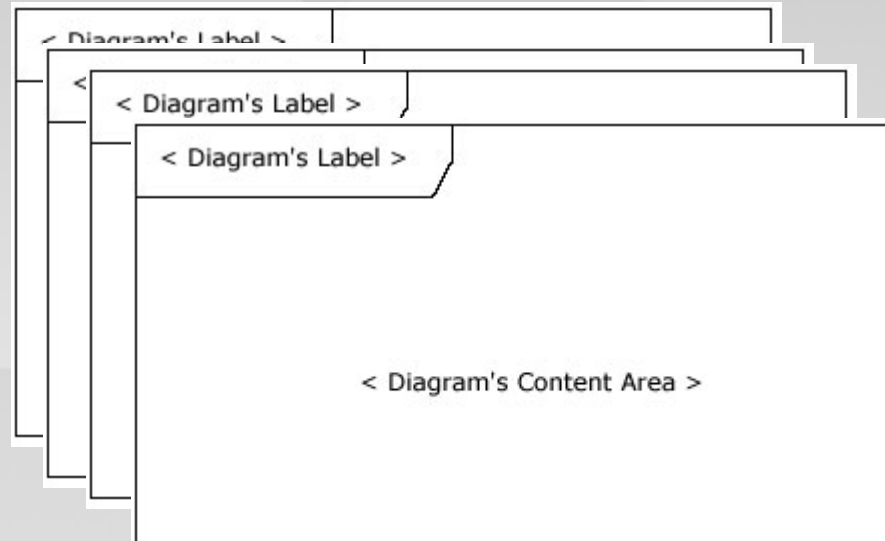 < Diagram's Label >
<
< Diagram's Label >
< Diagram's Label >
< Diagram's Content Area >